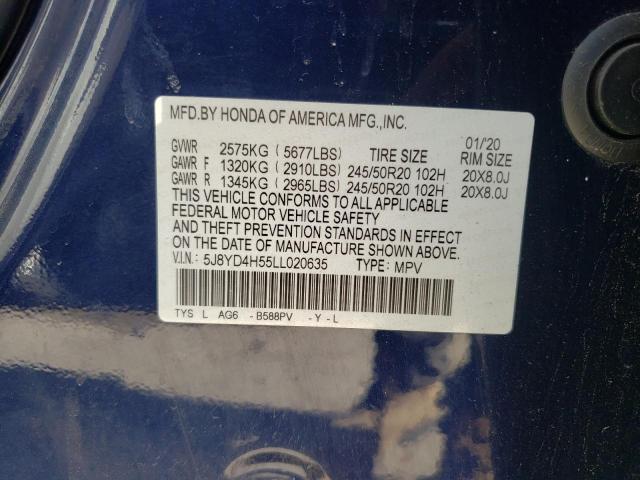 MFD.BY HONDA OF AMERICA MFG.,INC.
GVWR 2575KG ( 5677LBS) TIRE SIZE 01/'20 RIM SIZE
GAWR F 1320KG ( 2910LBS) 245/50R20 102H 20X8.0J
GAWR R 1345KG ( 2965LBS) 245/50R20 102H 20X8.0J
THIS VEHICLE CONFORMS TO ALL APPLICABLE
FEDERAL MOTOR VEHICLE SAFETY
AND THEFT PREVENTION STANDARDS IN EFFECT
ON THE DATE OF MANUFACTURE SHOWN ABOVE.
V.I.N.: 5J8YD4H55LL020635 TYPE: MPV
TYS L AG6 - B588PV - Y - L